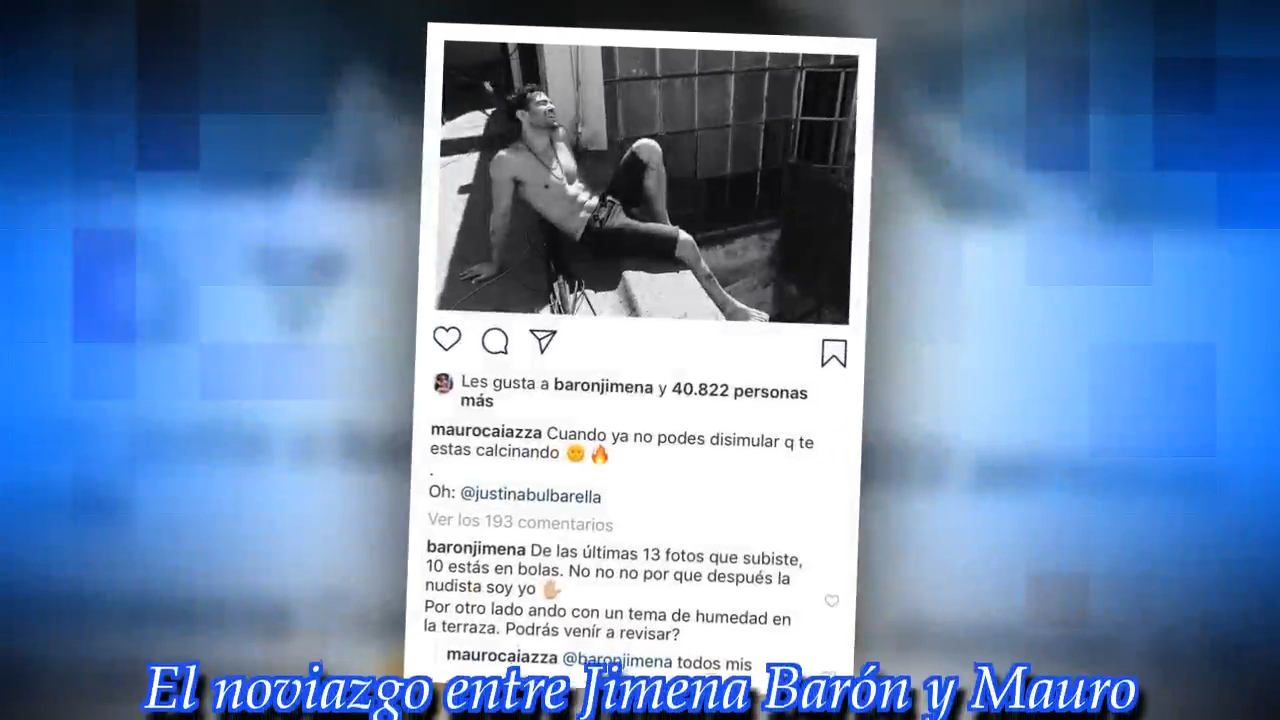 Les gusta a baronjimena y 40.822 personas
más
maurocaiazza Cuando ya no podes disimular q te
estas calcinando 🌞🔥
.
Oh: @justinabulbarella
Ver los 193 comentarios
baronjimena De las últimas 13 fotos que subiste,
10 estás en bolas. No no no por que después la
nudista soy yo ✋🏼
Por otro lado ando con un tema de humedad en
la terraza. Podrás venir a revisar?
maurocaiazza @baronjimena todos mis
El noviazgo entre Jimena Barón y Mauro